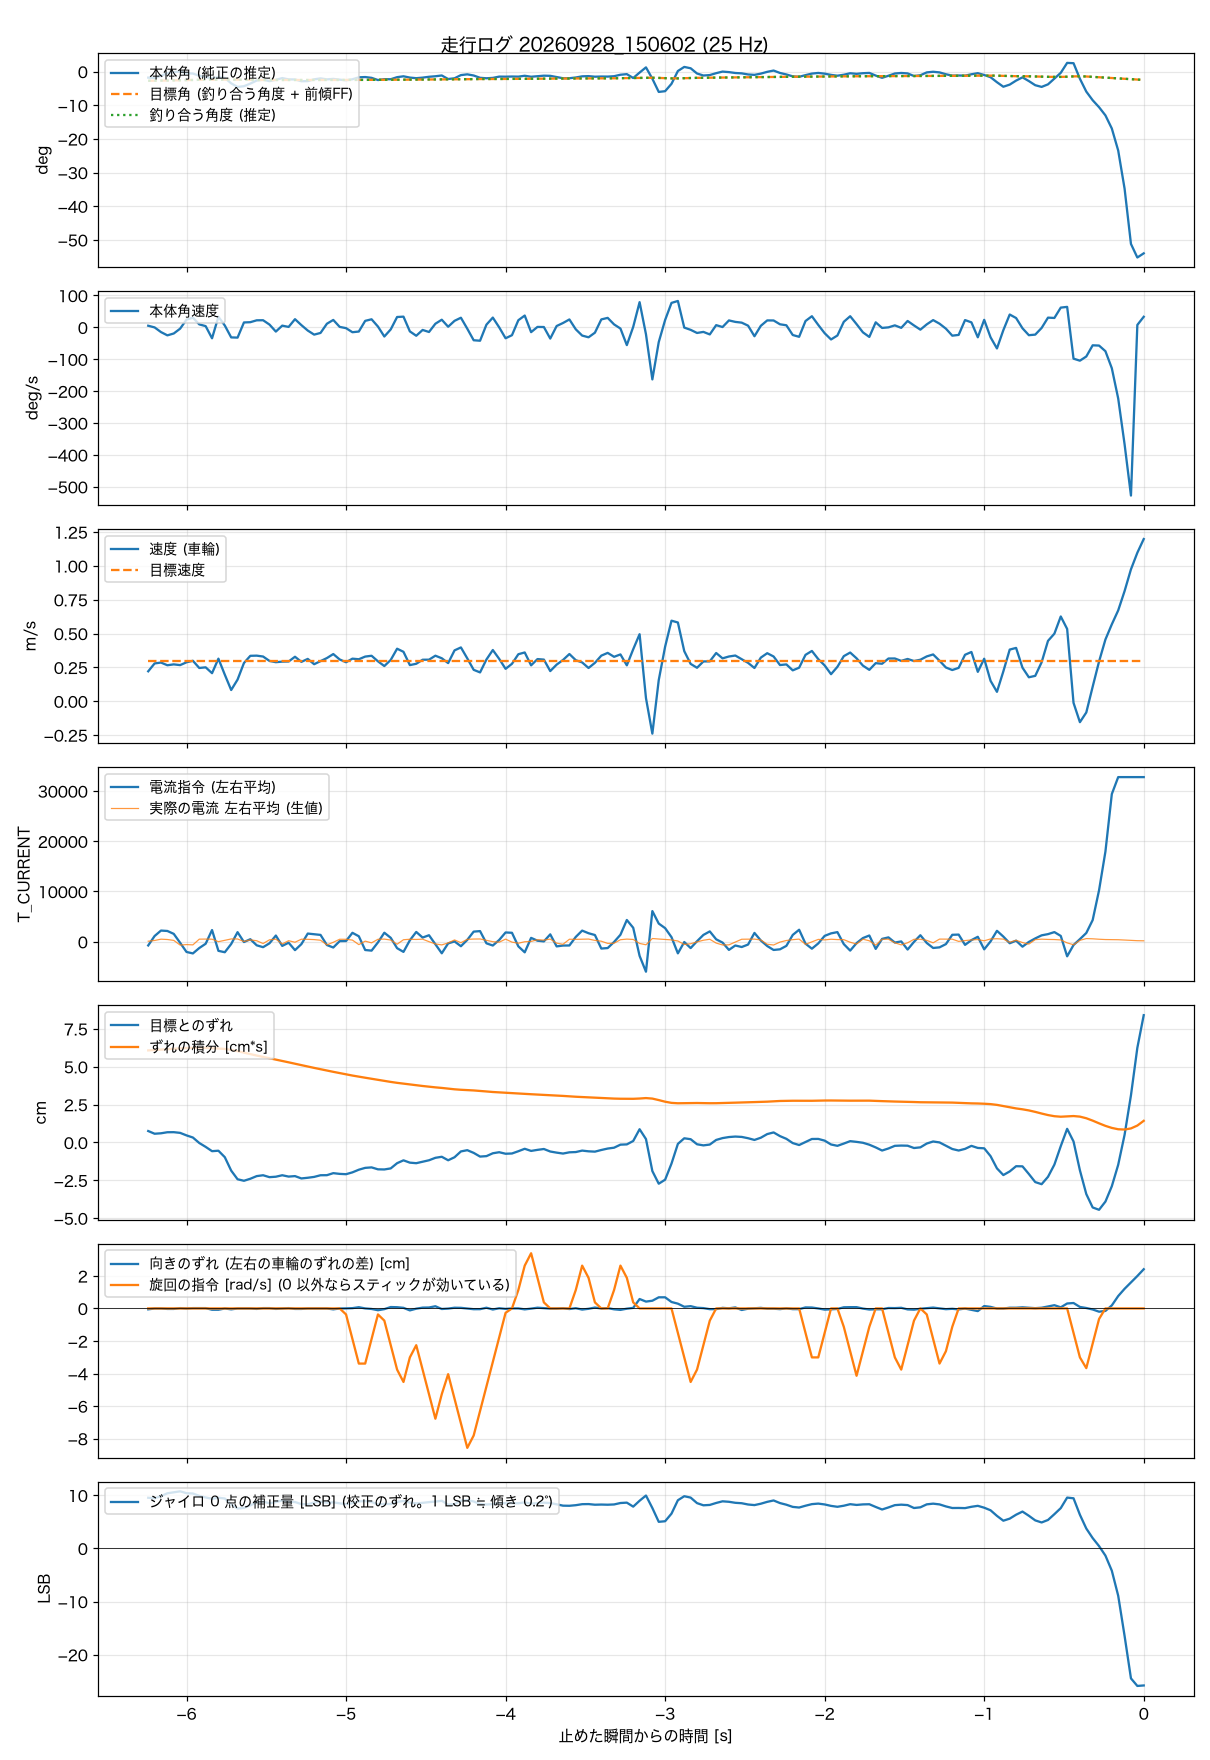 走行ログ 20260928_150602 (25 Hz)
本体角 (純正の推定)
目標角 (釣り合う角度 + 前傾FF)
釣り合う角度 (推定)
deg
0
−10
−20
−30
−40
−50
本体角速度
deg/s
100
0
−100
−200
−300
−400
−500
速度 (車輪)
目標速度
m/s
1.25
1.00
0.75
0.50
0.25
0.00
−0.25
電流指令 (左右平均)
実際の電流 左右平均 (生値)
T_CURRENT
30000
20000
10000
0
目標とのずれ
ずれの積分 [cm*s]
cm
7.5
5.0
2.5
0.0
−2.5
−5.0
向きのずれ (左右の車輪のずれの差) [cm]
旋回の指令 [rad/s] (0 以外ならスティックが効いている)
2
0
−2
−4
−6
−8
ジャイロ 0 点の補正量 [LSB] (校正のずれ。1 LSB ≒ 傾き 0.2°)
LSB
10
0
−10
−20
−6 −5 −4 −3 −2 −1 0
止めた瞬間からの時間 [s]